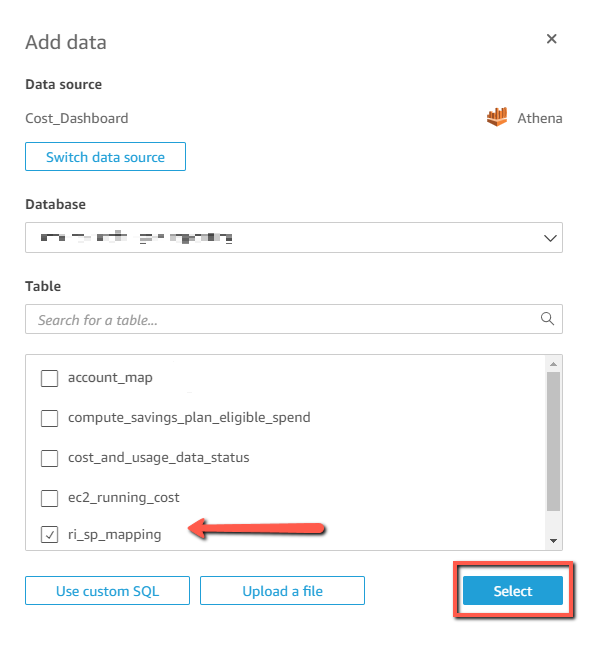 Add data
Data source
Cost_Dashboard
Athena
Switch data source
Database
Table
Search for a table...
account_map
compute_savings_plan_eligible_spend
cost_and_usage_data_status
ec2_running_cost
ri_sp_mapping
Use custom SQL
Upload a file
Select